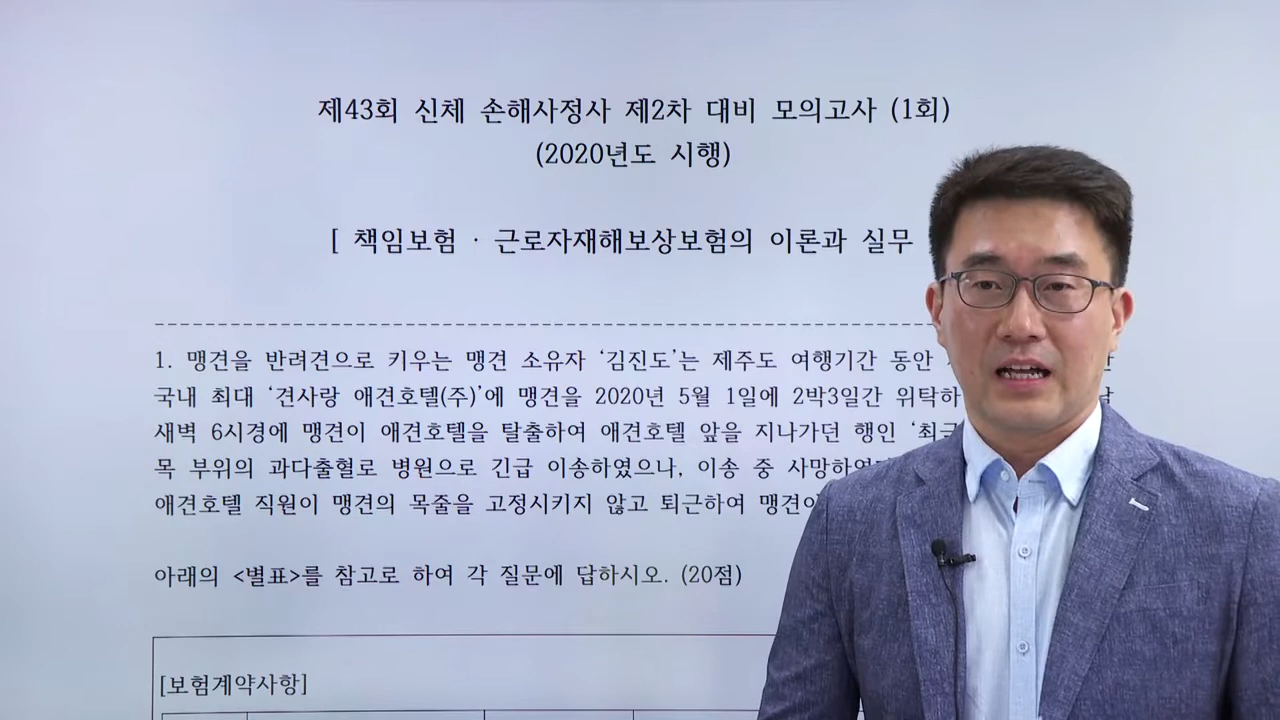 제43회 신체 손해사정사 제2차 대비 모의고사 (1회)
(2020년도 시행)
[ 책임보험 · 근로자재해보상보험의 이론과 실무
1. 맹견을 반려견으로 키우는 맹견 소유자 ‘김진도’는 제주도 여행기간 동안
국내 최대 ‘견사랑 애견호텔(주)’에 맹견을 2020년 5월 1일에 2박3일간
새벽 6시경에 맹견이 애견호텔을 탈출하여 애견호텔 앞을 지나가던 행인
목 부위의 과다출혈로 병원으로 긴급 이송하였으나, 이송 중
애견호텔 직원이 맹견의 목줄을 고정시키지 않고 퇴근하여
아래의 <별표>를 참고로 하여 각 질문에 답하시오. (20점)
[보험계약사항]